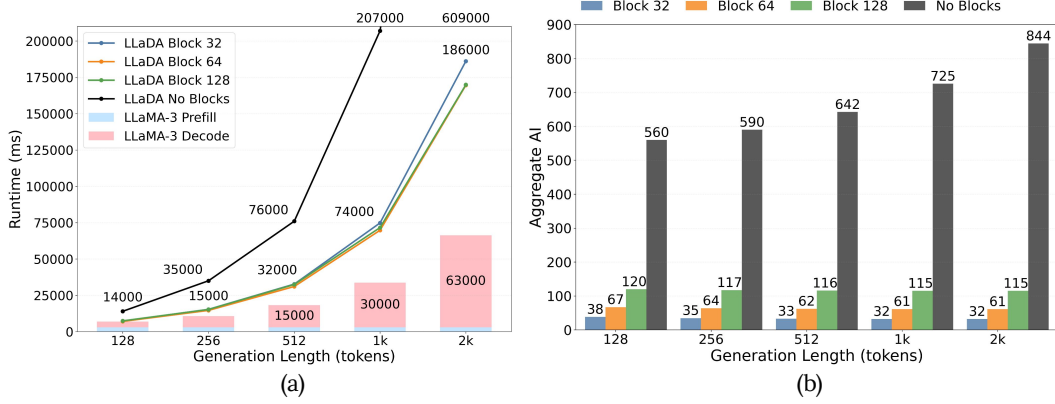 207000
609000
200000
LLaDA Block 32
LLaDA Block 64
LLaDA Block 128
LLaDA No Blocks
LLaMA-3 Prefill
LLaMA-3 Decode
186000
175000
150000
125000
100000
75000
50000
25000
0
Runtime (ms)
14000
35000
15000
76000
32000
15000
74000
30000
63000
128
256
512
1k
2k
Generation Length (tokens)
(a)
Block 32
Block 64
Block 128
No Blocks
900
800
700
600
500
400
300
200
100
0
Aggregate AI
38
67
120
560
35
64
117
590
33
62
116
642
32
61
115
725
32
61
115
844
128
256
512
1k
2k
Generation Length (tokens)
(b)